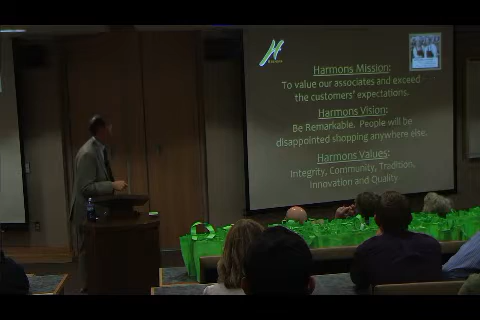 Harmons Mission:
To value our associates and exceed
the customers' expectations.
Harmons Vision:
Be Remarkable. People will be
disappointed shopping anywhere else.
Harmons Values:
Integrity, Community, Tradition,
Innovation and Quality